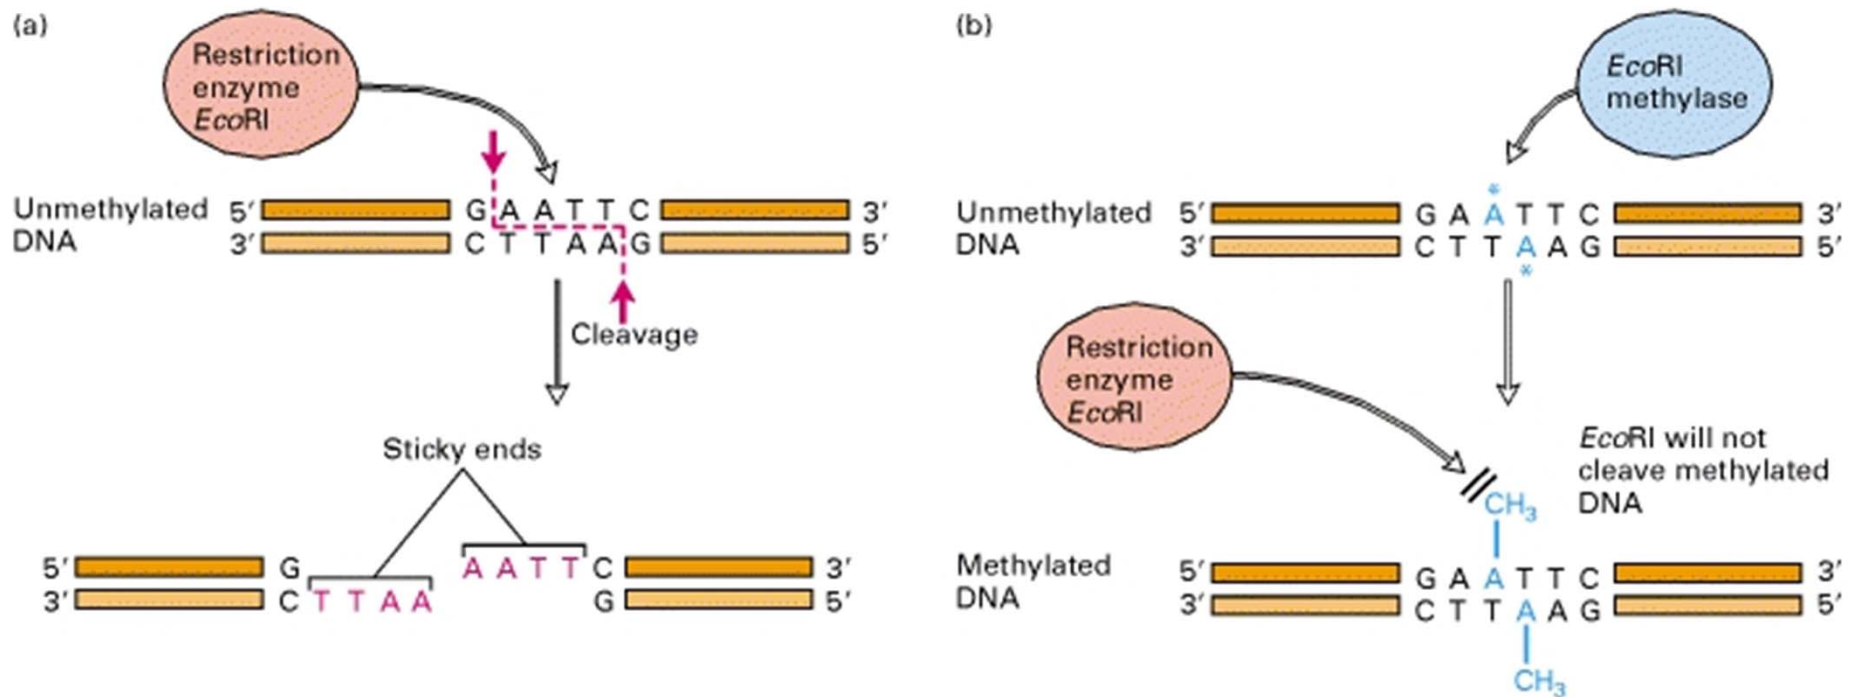 (a)
Restriction
enzyme
EcoRI
Unmethylated
DNA
5′ G A A T T C 3′
3′ C T T A A G 5′
Cleavage
Sticky ends
5′ G A A T T C 3′
3′ C T T A A G 5′
(b)
EcoRI
methylase
Unmethylated
DNA
*
5′ G A A T T C 3′
3′ C T T A A G 5′
*
Restriction
enzyme
EcoRI
EcoRI will not
cleave methylated
DNA
CH₃
Methylated
DNA
5′ G A A T T C 3′
3′ C T T A A G 5′
CH₃